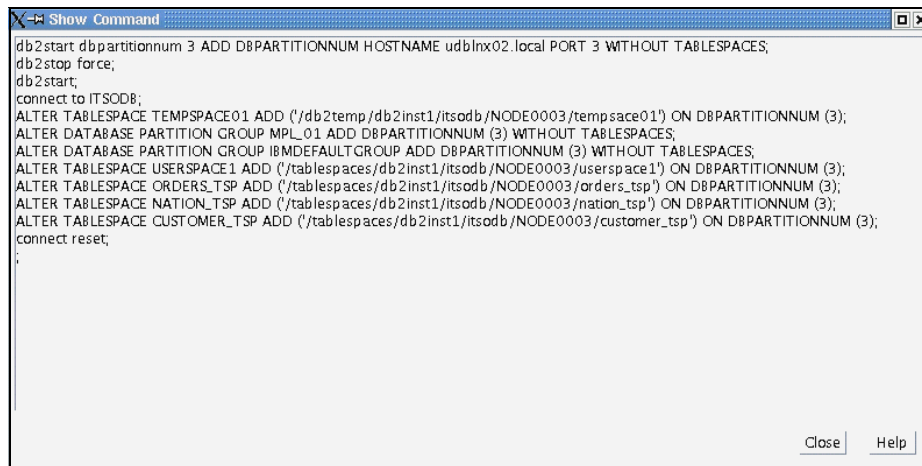 Show Command
db2start dbpartitionnum 3 ADD DBPARTITIONNUM HOSTNAME udblnx02.local PORT 3 WITHOUT TABLESPACES;
db2stop force;
db2start;
connect to ITSODB;
ALTER TABLESPACE TEMPSPACE01 ADD ('/db2temp/db2inst1/itsodb/NODE0003/tempsace01') ON DBPARTITIONNUM (3);
ALTER DATABASE PARTITION GROUP MPL_01 ADD DBPARTITIONNUM (3) WITHOUT TABLESPACES;
ALTER DATABASE PARTITION GROUP IBMDEFAULTGROUP ADD DBPARTITIONNUM (3) WITHOUT TABLESPACES;
ALTER TABLESPACE USERSPACE1 ADD ('/tablespaces/db2inst1/itsodb/NODE0003/userspace1') ON DBPARTITIONNUM (3);
ALTER TABLESPACE ORDERS_TSP ADD ('/tablespaces/db2inst1/itsodb/NODE0003/orders_tsp') ON DBPARTITIONNUM (3);
ALTER TABLESPACE NATION_TSP ADD ('/tablespaces/db2inst1/itsodb/NODE0003/nation_tsp') ON DBPARTITIONNUM (3);
ALTER TABLESPACE CUSTOMER_TSP ADD ('/tablespaces/db2inst1/itsodb/NODE0003/customer_tsp') ON DBPARTITIONNUM (3);
connect reset;
;
Close Help